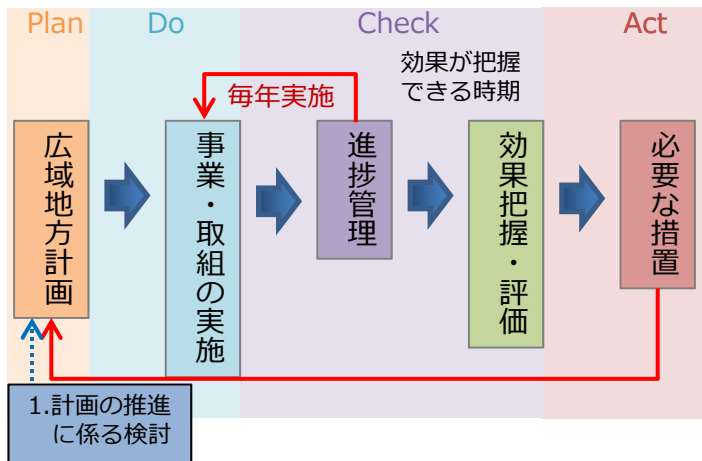 Plan
Do
Check
Act
効果が把握
できる時期
毎年実施
広域地方計画
事業・取組の実施
進捗管理
効果把握・評価
必要な措置
1.計画の推進
に係る検討